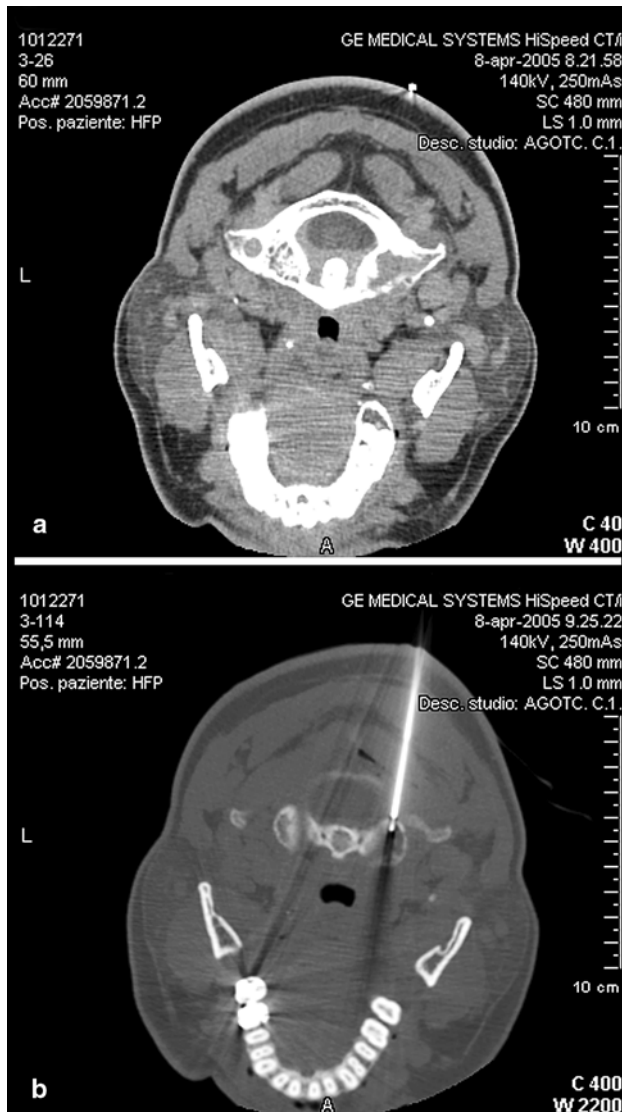 1012271
3-26
60 mm
Acc# 2059871.2
Pos. paziente: HFP
GE MEDICAL SYSTEMS HiSpeed CT/i
8-apr-2005 8.21.58
140kV, 250mAs
SC 480 mm
LS 1.0 mm
Desc. studio: AGOTC. C.1.
L
10 cm
a
A
C 40
W 400
1012271
3-114
55,5 mm
Acc# 2059871.2
Pos. paziente: HFP
GE MEDICAL SYSTEMS HiSpeed CT/i
8-apr-2005 9.25.22
140kV, 250mAs
SC 480 mm
LS 1.0 mm
Desc. studio: AGOTC. C.1.
L
10 cm
b
A
C 400
W 2200